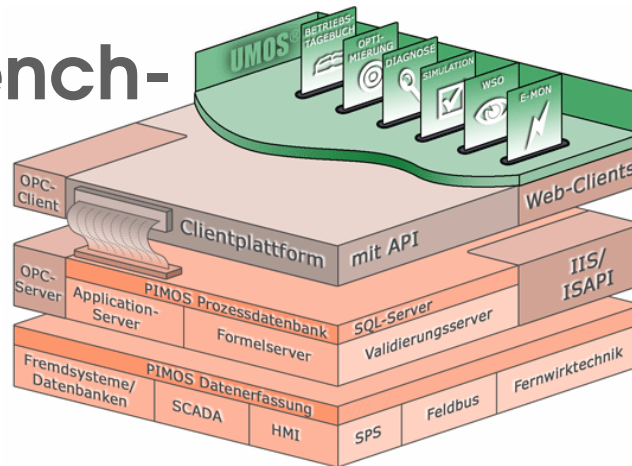 ench-
UMOS®
BETRIEBS-
TAGEBUCH
OPTI-
MIERUNG
DIAGNOSE
SIMULATION
WSO
E-MON
OPC-
Client
Clientplattform
mit API
Web-Clients
OPC-
Server
PIMOS Prozessdatenbank
SQL-Server
IIS/
ISAPI
Application-
Server
Formelserver
Validierungsserver
PIMOS Datenerfassung
Fremdsysteme/
Datenbanken
SCADA
HMI
SPS
Feldbus
Fernwirktechnik